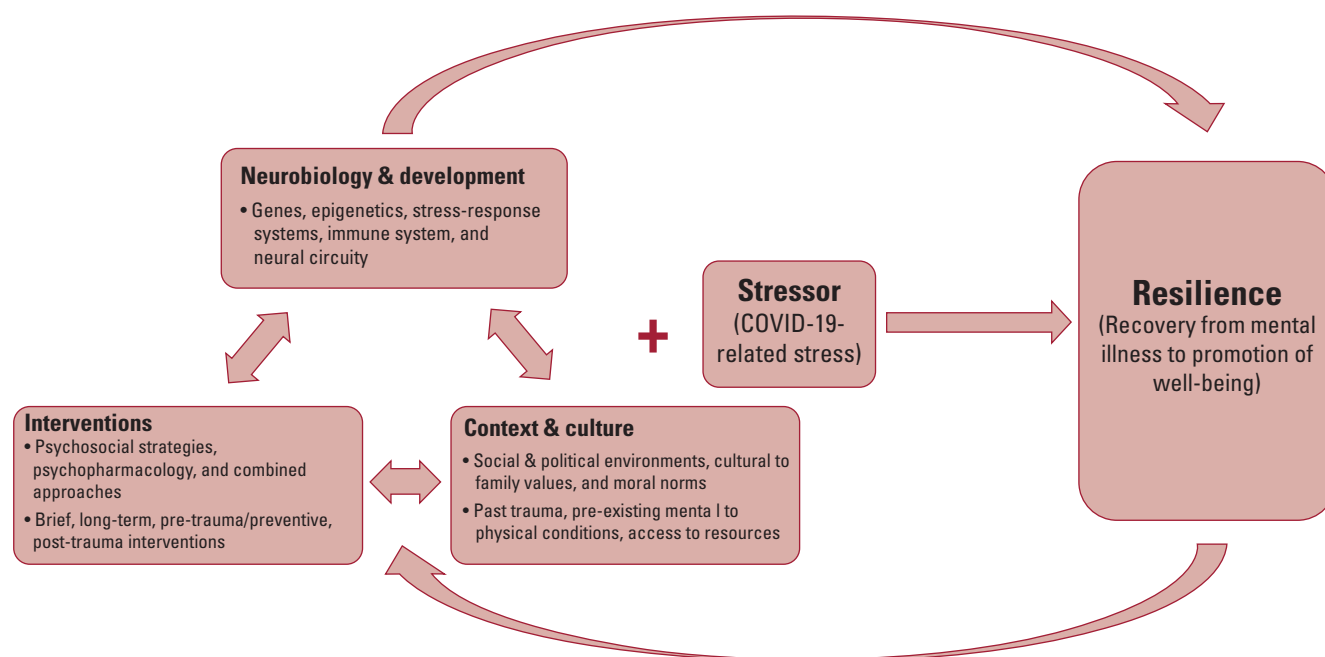 Neurobiology & development
• Genes, epigenetics, stress-response
systems, immune system, and
neural circuity
+
Stressor
(COVID-19-
related stress)
Resilience
(Recovery from mental
illness to promotion of
well-being)
Interventions
• Psychosocial strategies,
psychopharmacology, and combined
approaches
• Brief, long-term, pre-trauma/preventive,
post-trauma interventions
Context & culture
• Social & political environments, cultural to
family values, and moral norms
• Past trauma, pre-existing menta l to
physical conditions, access to resources